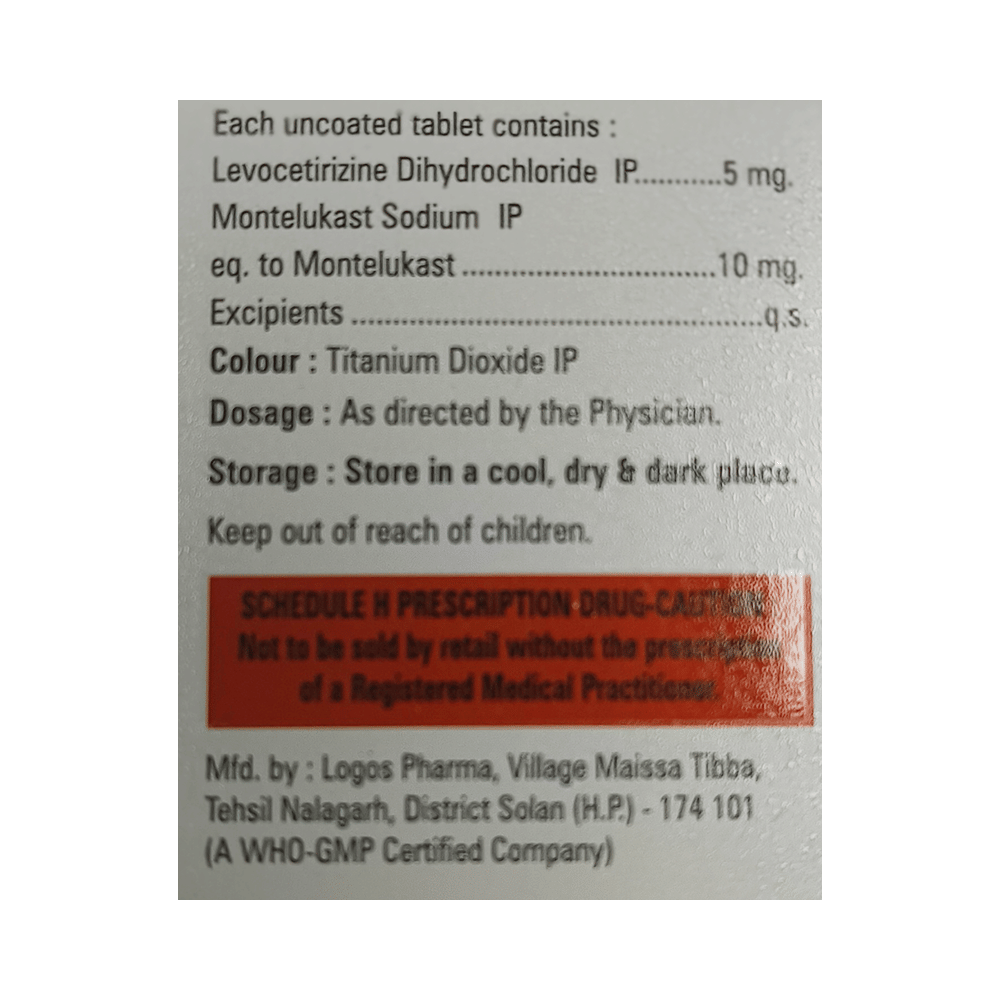 Each uncoated tablet contains :
Levocetirizine Dihydrochloride IP...........5 mg.
Montelukast Sodium IP
eq. to Montelukast ...............................10 mg.
Excipients ..................................................q.s.
Colour : Titanium Dioxide IP
Dosage : As directed by the Physician.
Storage : Store in a cool, dry & dark place.
Keep out of reach of children.
SCHEDULE H PRESCRIPTION DRUG-CAUTION
Not to be sold by retail without the prescription
of a Registered Medical Practitioner.
Mfd. by : Logos Pharma, Village Maissa Tibba,
Tehsil Nalagarh, District Solan (H.P.) - 174 101
(A WHO-GMP Certified Company)